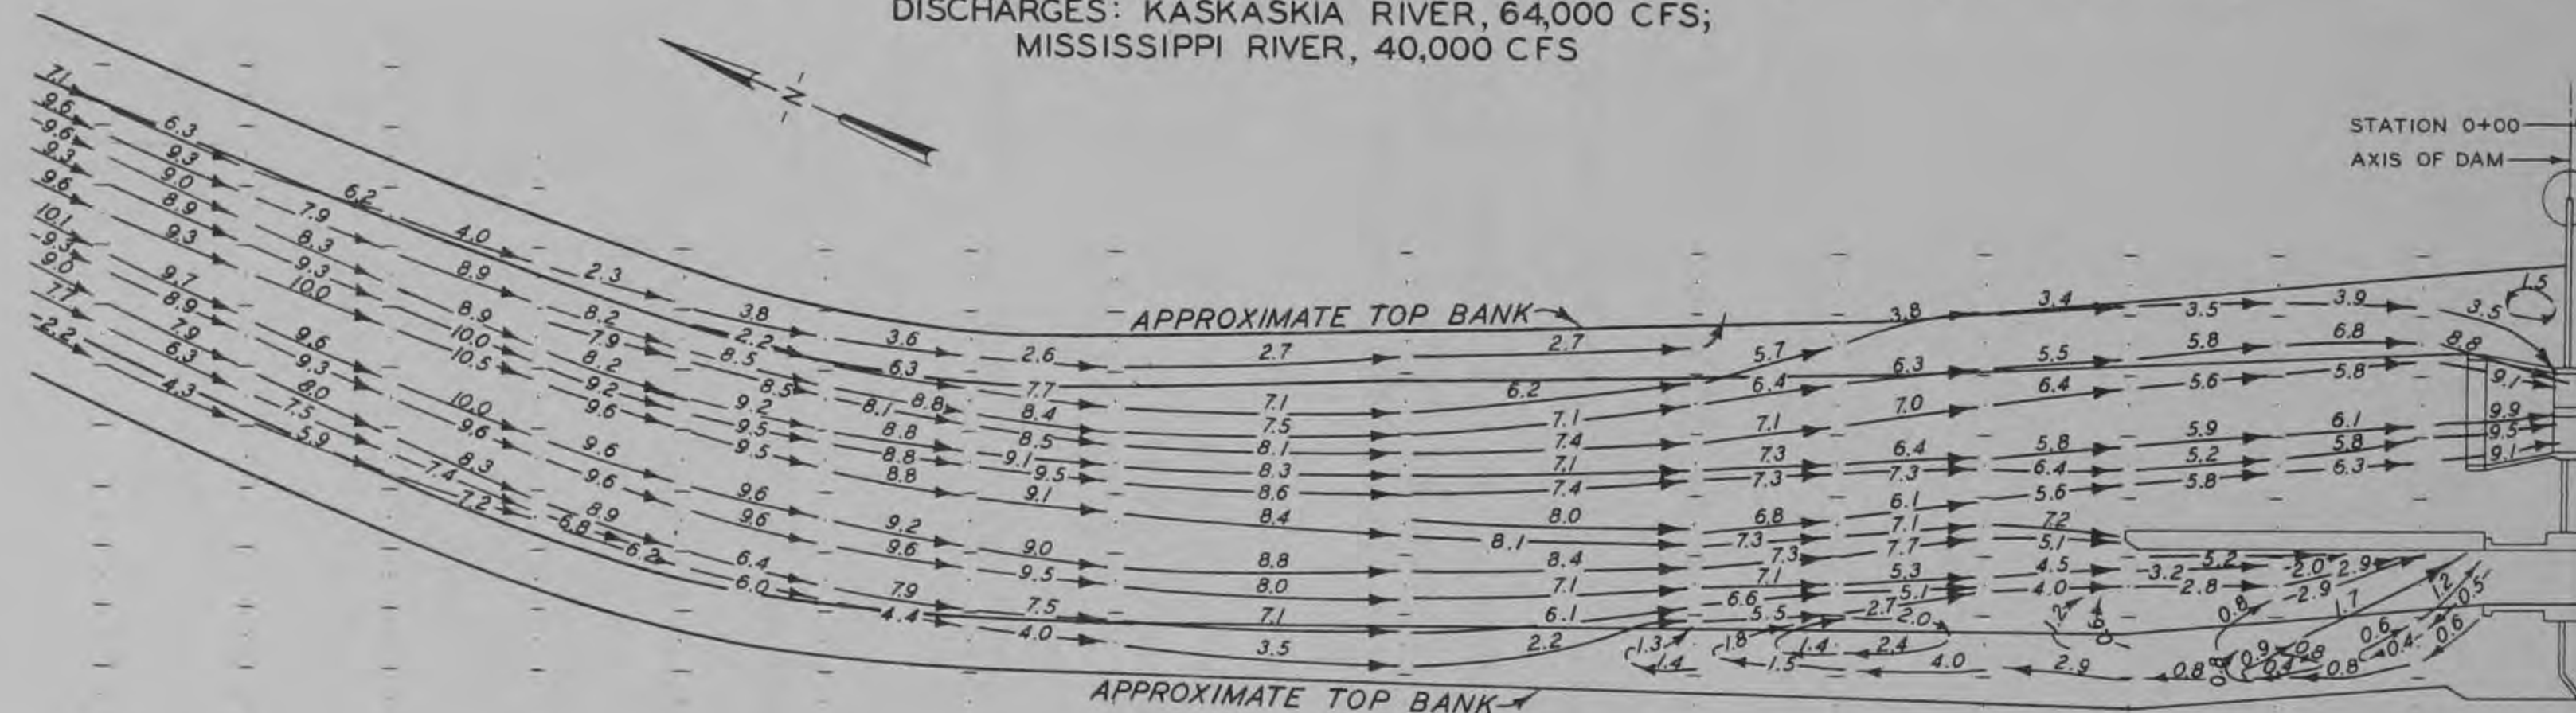 DISCHARGES: KASKASKIA RIVER, 64,000 CFS;
MISSISSIPPI RIVER, 40,000 CFS
N
STATION 0+00
AXIS OF DAM
APPROXIMATE TOP BANK
7.1 6.3 6.2 4.0 2.3 3.8 3.6 2.6 2.7 2.7 3.8 3.4 3.5 3.9 3.5 1.5
9.6 9.3 7.9 8.9 8.2 2.2 6.3 7.7 7.1 6.2 5.7 6.3 5.5 5.8 6.8 8.8
9.6 9.0 8.3 8.9 7.9 8.5 8.8 8.4 7.5 7.1 6.4 7.0 6.4 5.6 5.8 9.1
9.3 8.9 9.3 10.0 8.2 8.5 8.1 8.5 8.1 7.4 7.1 6.4 5.8 5.9 6.1 9.9
9.6 9.3 10.0 10.5 9.2 9.2 8.8 9.1 8.3 7.1 7.3 7.3 6.4 5.2 5.8 9.5
9.6 9.5 8.8 9.5 8.6 7.4 7.3 6.1 5.6 5.8 6.3 9.1
10.1 9.7 9.6 10.0 9.6 9.5 8.8 9.1 8.4 8.0 6.8 7.1 7.2
9.3 8.9 9.3 9.6 9.6 9.6 9.2 9.0 8.8 8.1 7.3 7.7 5.1
9.0 7.9 8.0 8.3 8.9 9.6 9.6 9.5 8.0 8.4 7.3 5.3 4.5 5.2 2.0 2.9
7.7 6.3 7.5 7.4 6.8 6.4 7.9 7.5 7.1 7.1 7.1 5.1 4.0 3.2 2.8 2.9
2.2 4.3 5.9 7.2 6.2 6.0 4.4 4.0 3.5 6.1 6.6 5.5 2.7 2.0 1.2 0.8 1.7 1.2 0.5
2.2 1.3 1.8 1.4 2.4 0.9 0.8 0.6 0.4 0.6
1.4 1.5 4.0 2.9 0.8 0.8 0.4 0.8
APPROXIMATE TOP BANK